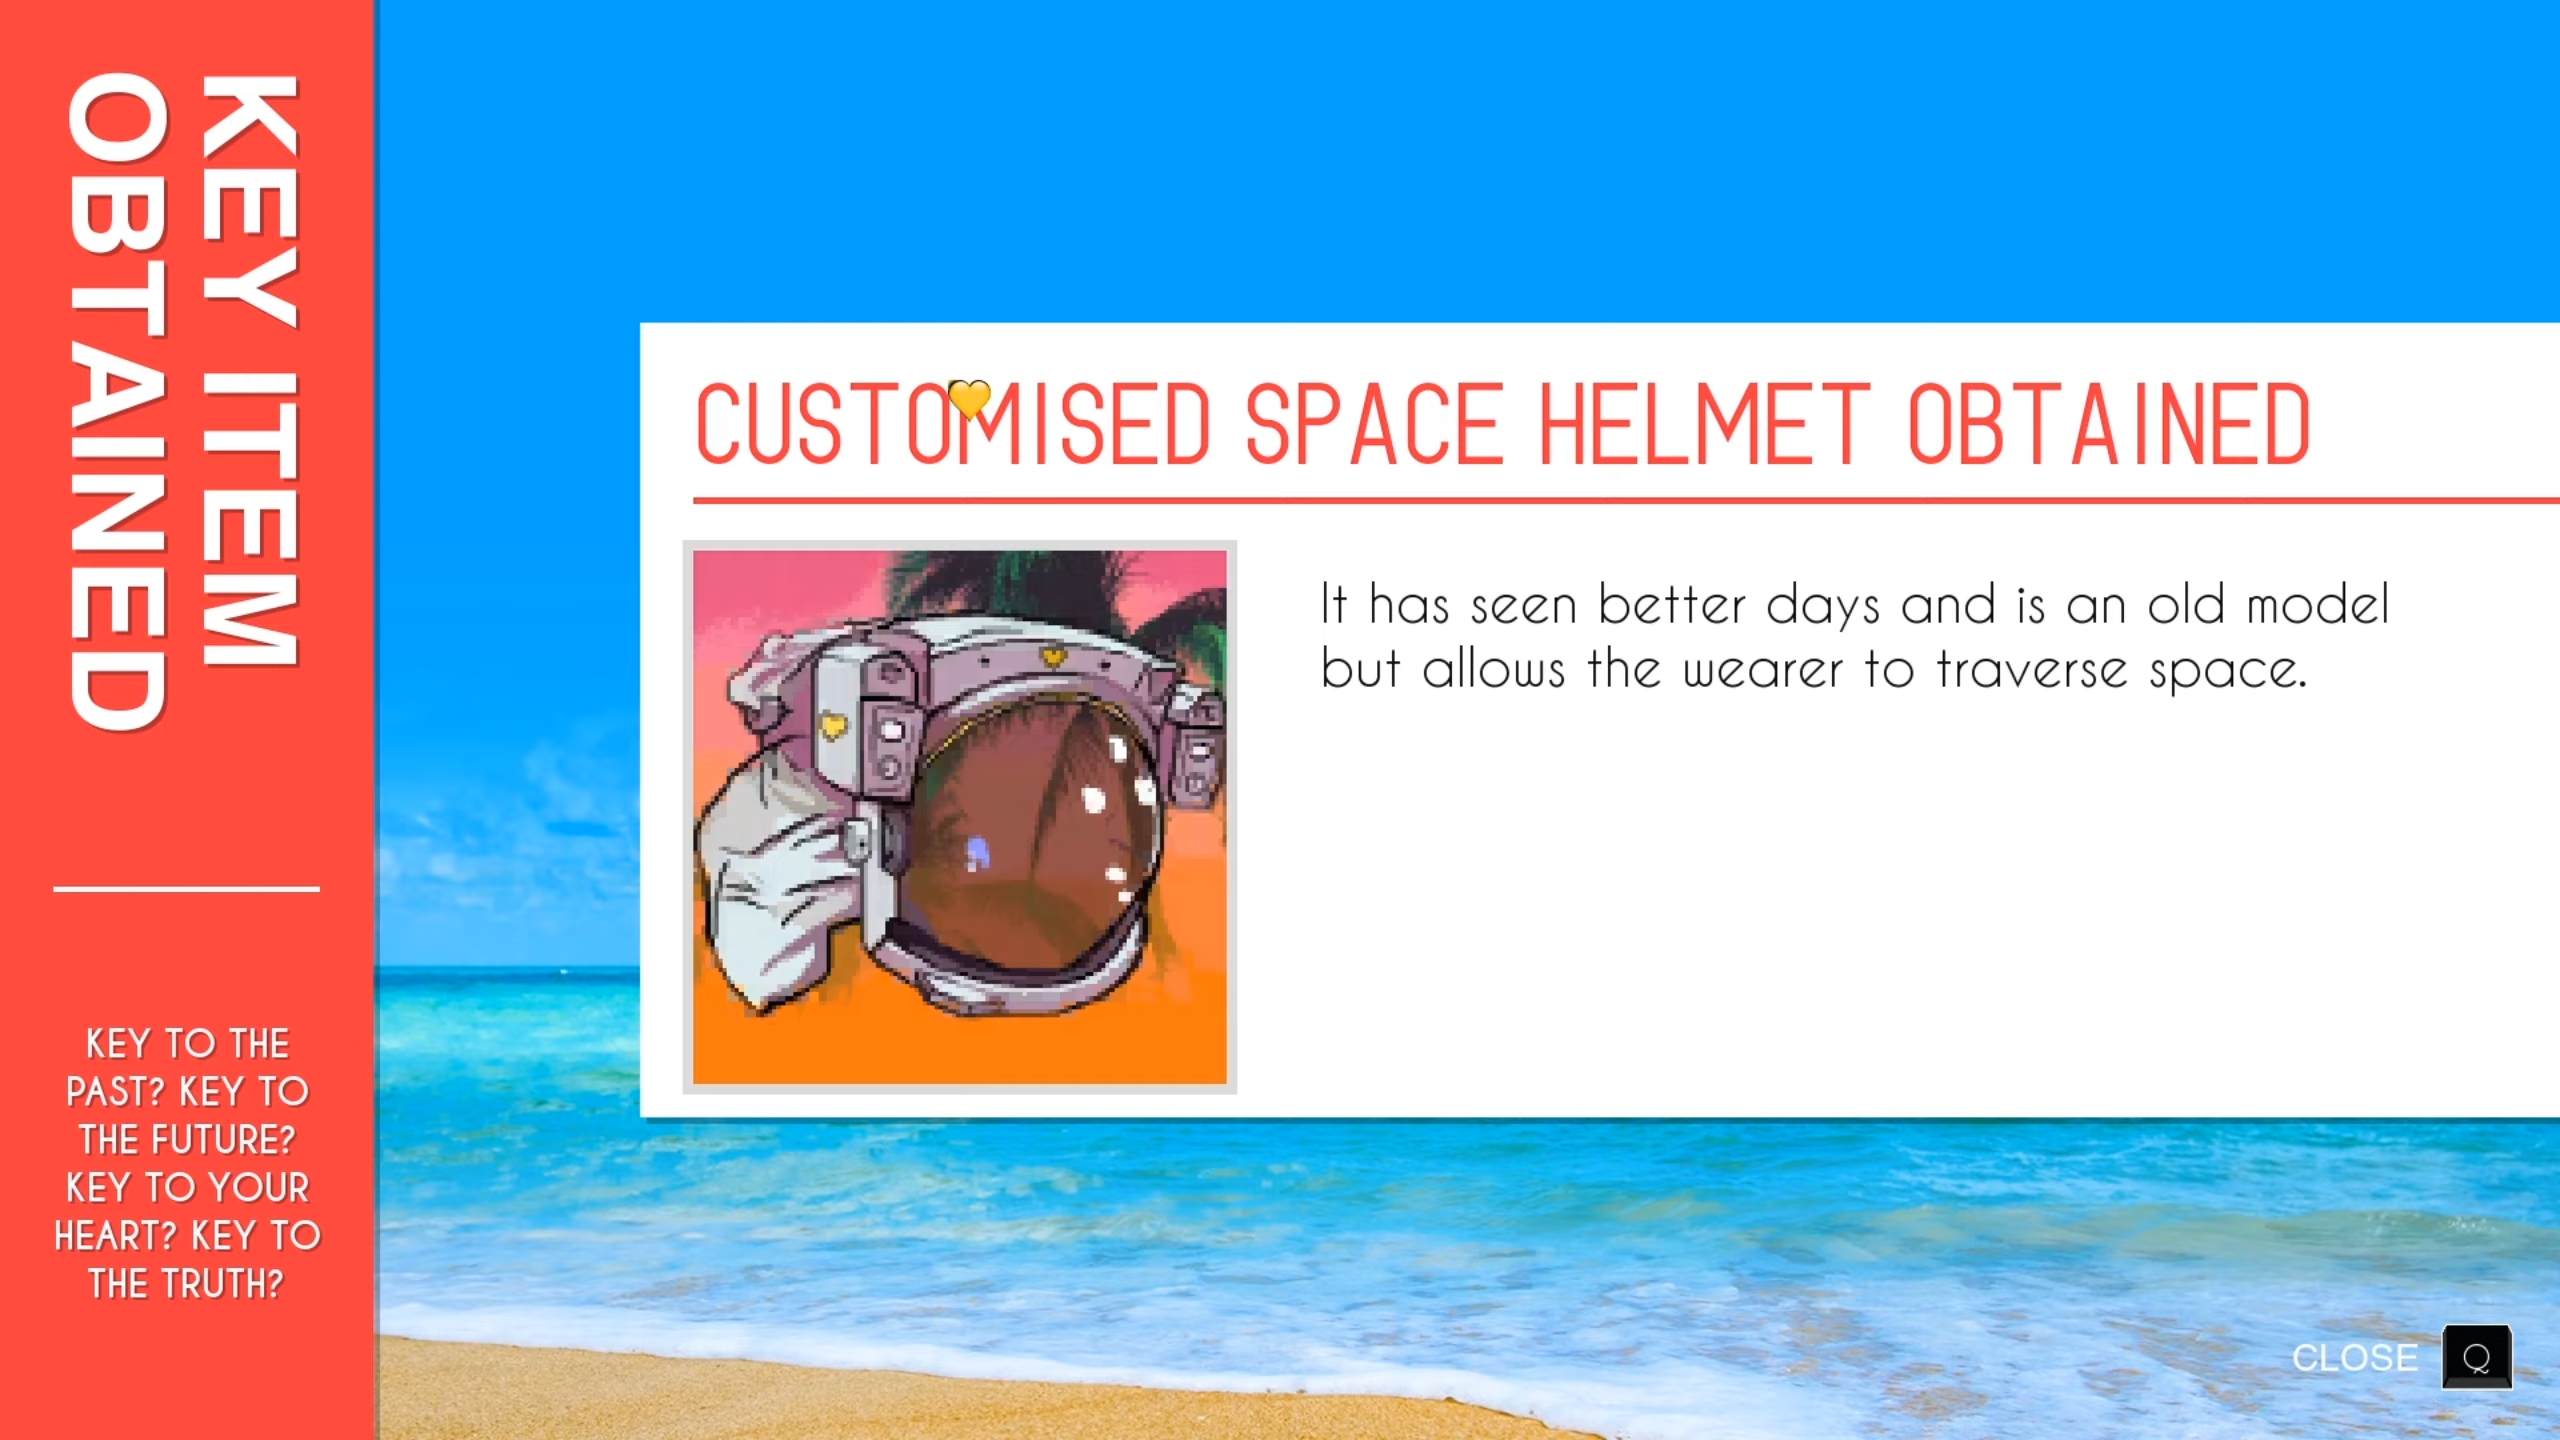 KEY ITEM
OBTAINED
KEY TO THE
PAST? KEY TO
THE FUTURE?
KEY TO YOUR
HEART? KEY TO
THE TRUTH?
CUSTOMISED SPACE HELMET OBTAINED
It has seen better days and is an old model
but allows the wearer to traverse space.
CLOSE Q